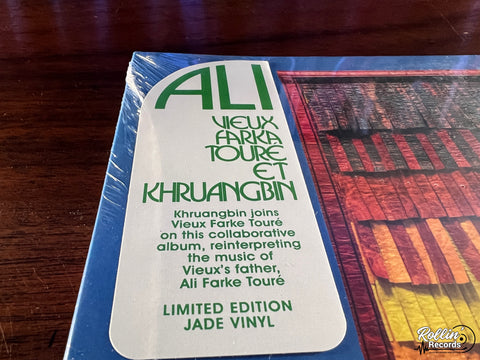 ALI
VIEUX
FARKA
TOURÉ
ET
KHRUANGBIN
Khruangbin joins
Vieux Farke Touré
on this collaborative
album, reinterpreting
the music of
Vieux's father,
Ali Farke Touré
LIMITED EDITION
JADE VINYL
Rollin'
Records